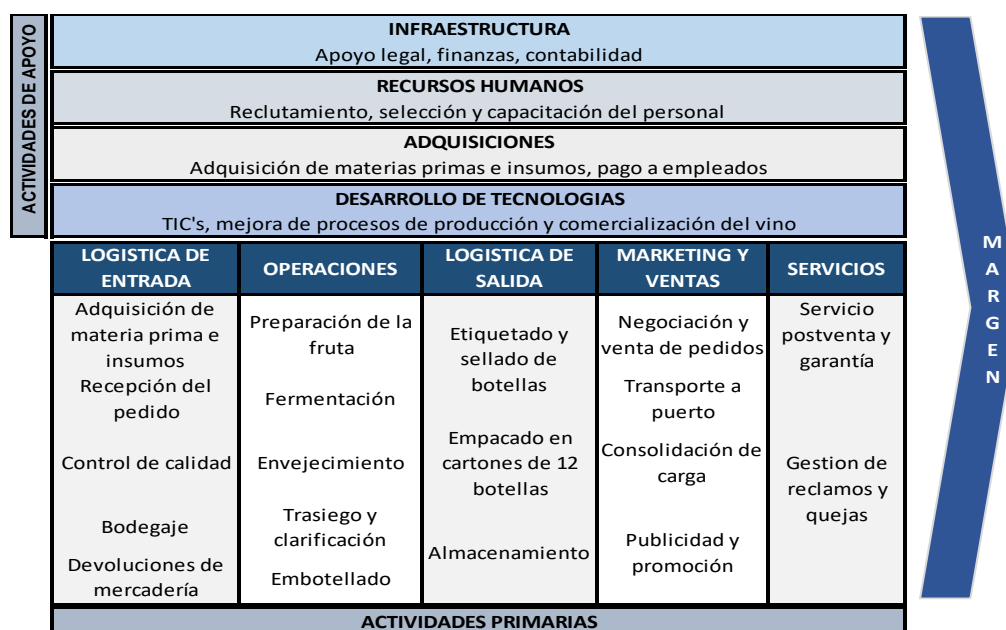 ACTIVIDADES DE APOYO
INFRAESTRUCTURA
Apoyo legal, finanzas, contabilidad
RECURSOS HUMANOS
Reclutamiento, selección y capacitación del personal
ADQUISICIONES
Adquisición de materias primas e insumos, pago a empleados
DESARROLLO DE TECNOLOGIAS
TIC's, mejora de procesos de producción y comercialización del vino
LOGISTICA DE
ENTRADA
Adquisición de
materia prima e
insumos
Recepción del
pedido
Control de calidad
Bodegaje
Devoluciones de
mercadería
OPERACIONES
Preparación de la
fruta
Fermentación
Envejecimiento
Trasiego y
clarificación
Embotellado
LOGISTICA DE
SALIDA
Etiquetado y
sellado de
botellas
Empacado en
cartones de 12
botellas
Almacenamiento
MARKETING Y
VENTAS
Negociación y
venta de pedidos
Transporte a
puerto
Consolidación de
carga
Publicidad y
promoción
SERVICIOS
Servicio
postventa y
garantía
Gestion de
reclamos y
quejas
ACTIVIDADES PRIMARIAS
MARGEN